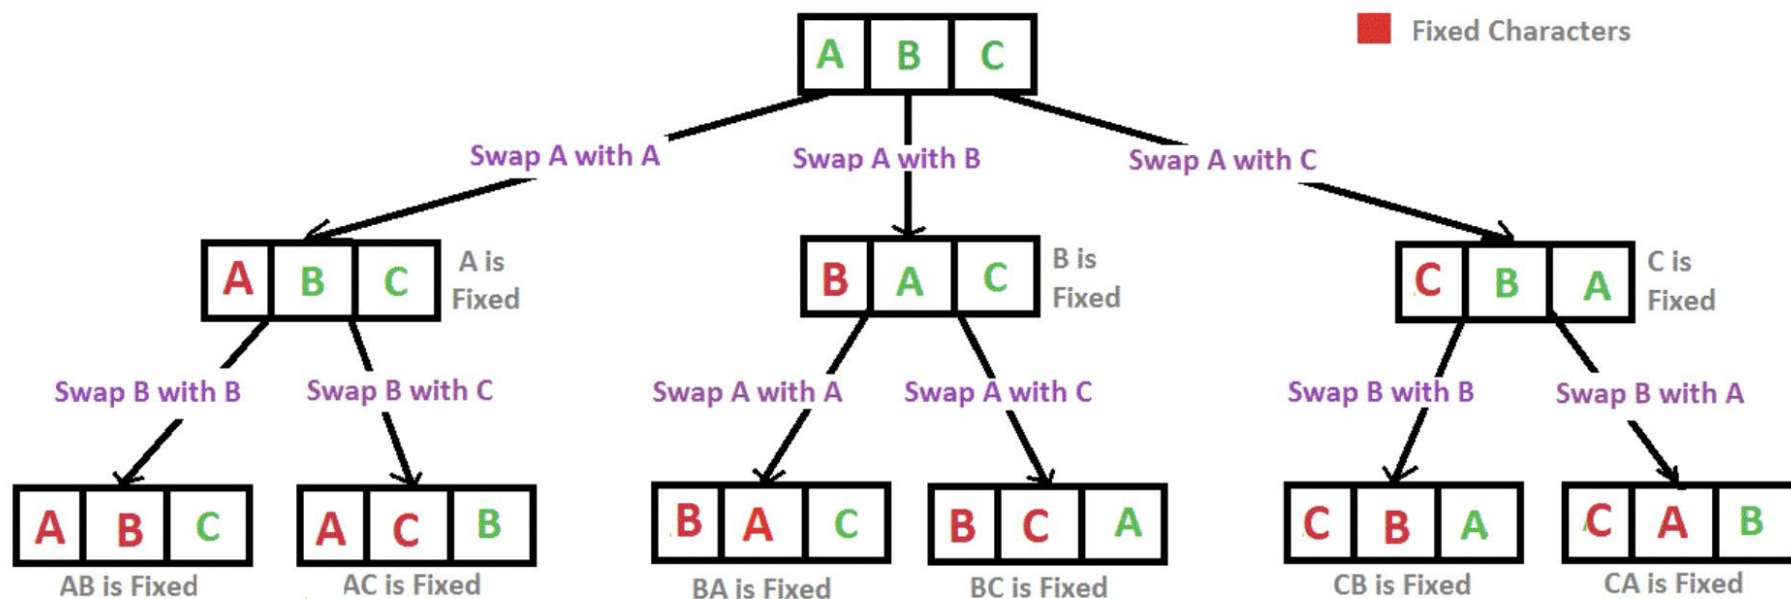 A B C
Fixed Characters
Swap A with A
Swap A with B
Swap A with C
A B C
A is
Fixed
B A C
B is
Fixed
C B A
C is
Fixed
Swap B with B
Swap B with C
Swap A with A
Swap A with C
Swap B with B
Swap B with A
A B C
A C B
B A C
B C A
C B A
C A B
AB is Fixed
AC is Fixed
BA is Fixed
BC is Fixed
CB is Fixed
CA is Fixed